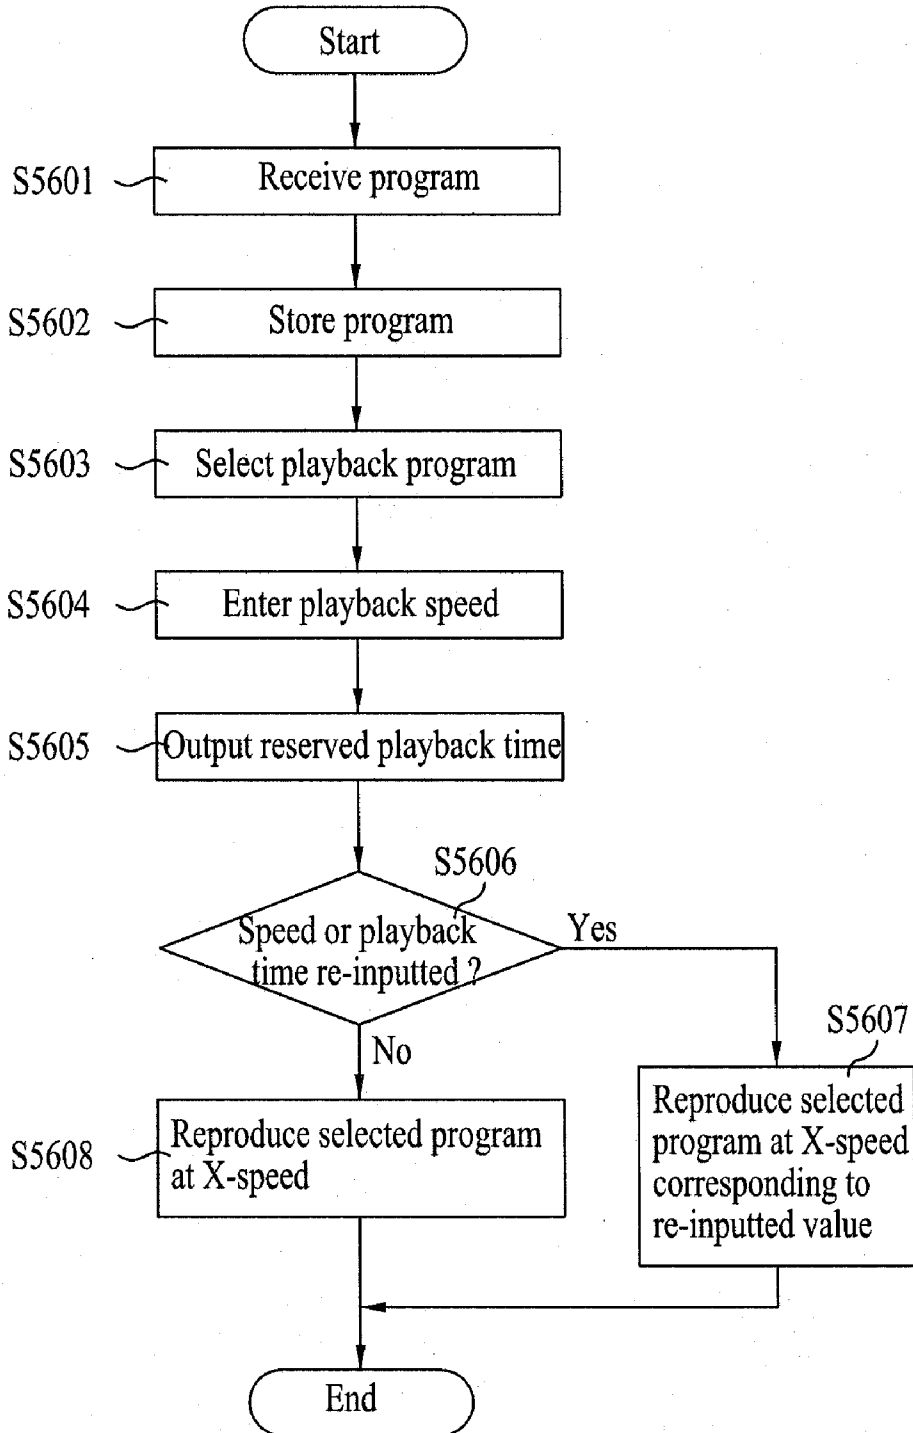 Start
S5601
Receive program
S5602
Store program
S5603
Select playback program
S5604
Enter playback speed
S5605
Output reserved playback time
S5606
Speed or playback
time re-inputted ?
Yes
No
S5607
Reproduce selected
program at X-speed
corresponding to
re-inputted value
S5608
Reproduce selected program
at X-speed
End